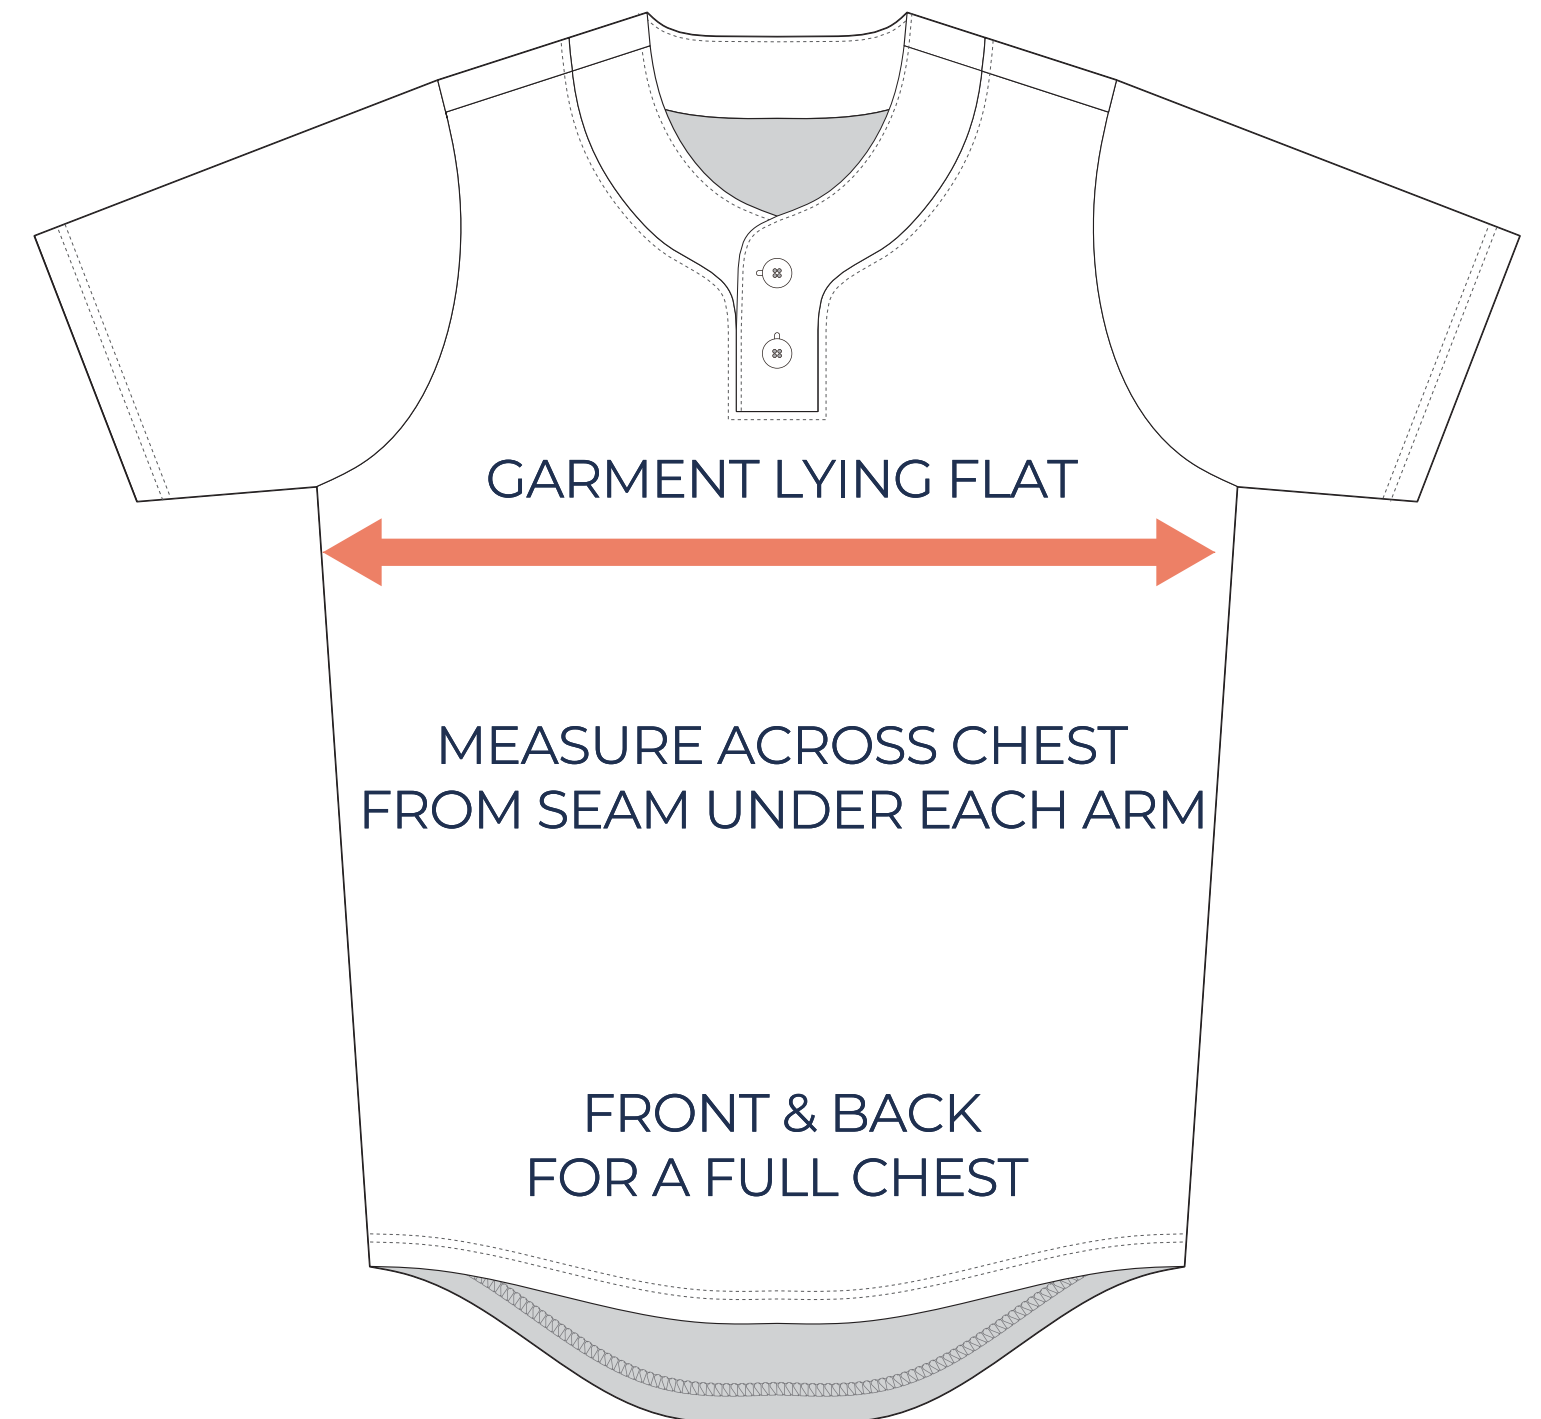 GARMENT LYING FLAT
MEASURE ACROSS CHEST
FROM SEAM UNDER EACH ARM
FRONT & BACK
FOR A FULL CHEST